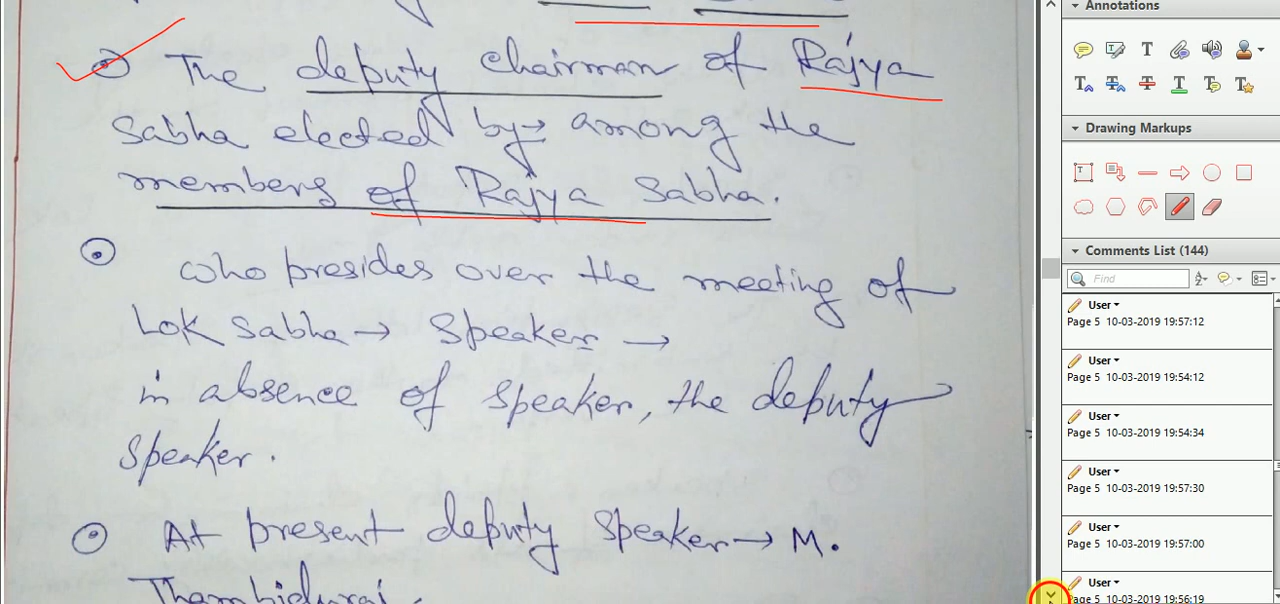 The deputy chairman of Rajya
Sabha elected by → among the
members of Rajya Sabha.
who presides over the meeting of
Lok Sabha → Speaker →
in absence of speaker, the deputy
speaker.
At present deputy speaker → M.
Thambidurai.
Annotations
T
T T T T T T
Drawing Markups
T
Comments List (144)
Find
User
Page 5 10-03-2019 19:57:12
User
Page 5 10-03-2019 19:54:12
User
Page 5 10-03-2019 19:54:34
User
Page 5 10-03-2019 19:57:30
User
Page 5 10-03-2019 19:57:00
User
Page 5 10-03-2019 19:56:19